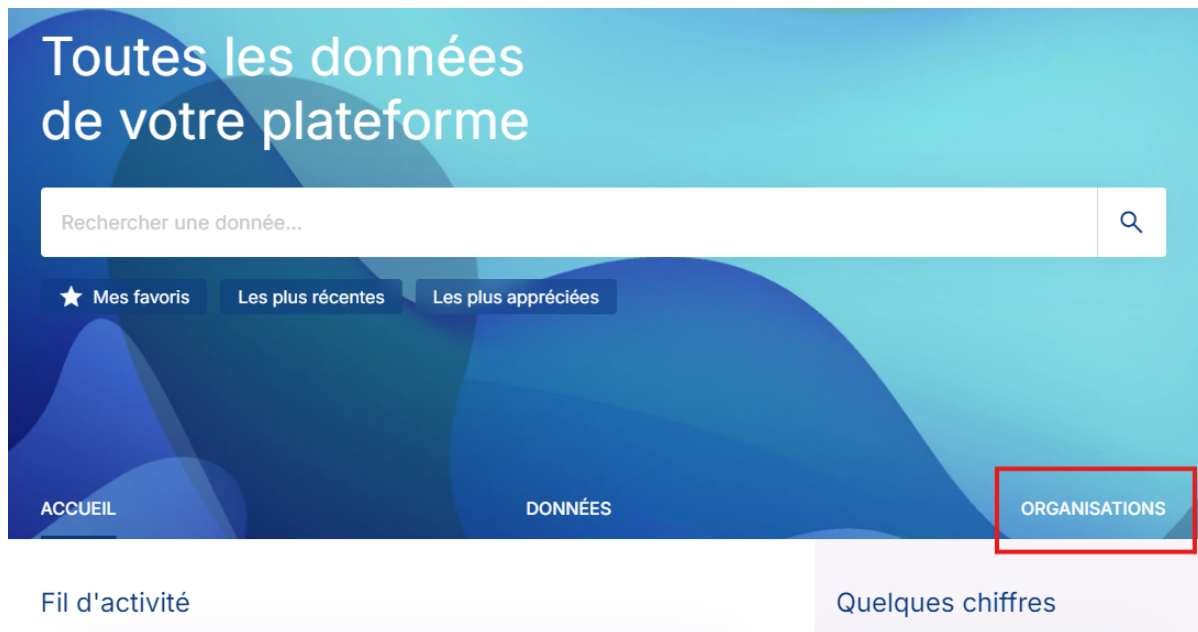 Toutes les données
de votre plateforme
Rechercher une donnée...
Mes favoris
Les plus récentes
Les plus appréciées
ACCUEIL
DONNÉES
ORGANISATIONS
Fil d'activité
Quelques chiffres